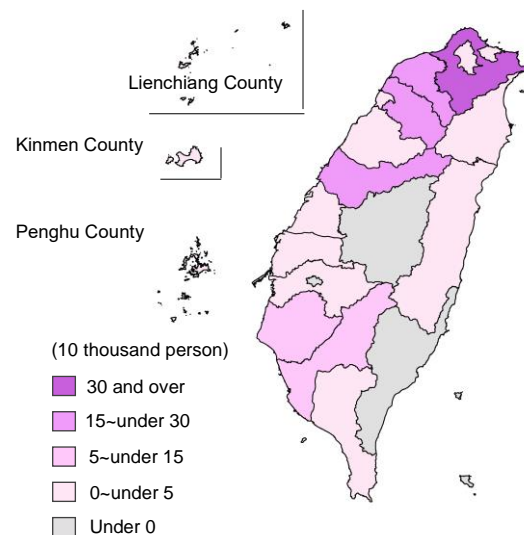 Lienchiang County
Kinmen County
Penghu County
(10 thousand person)
30 and over
15~under 30
5~under 15
0~under 5
Under 0